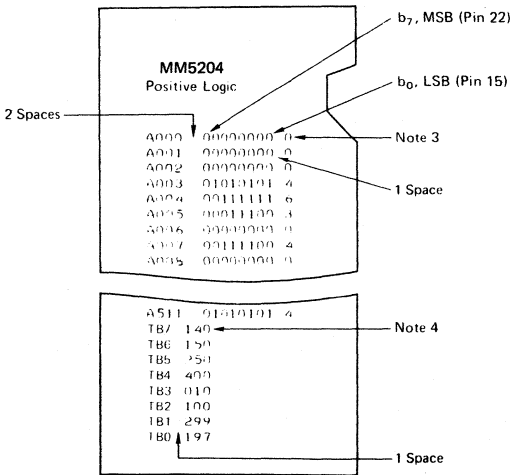 b7, MSB (Pin 22)
MM5204
Positive Logic
b0, LSB (Pin 15)
2 Spaces
A000 00000000 0
Note 3
A001 00000000 0
A002 00000000 0
1 Space
A003 01010101 4
A004 00111111 6
A005 00011100 3
A006 00000000 0
A007 00111100 4
A008 00000000 0
A511 01010101 4
TB7 140
Note 4
TB6 150
TB5 250
TB4 400
TB3 010
TB2 100
TB1 299
TB0 197
1 Space